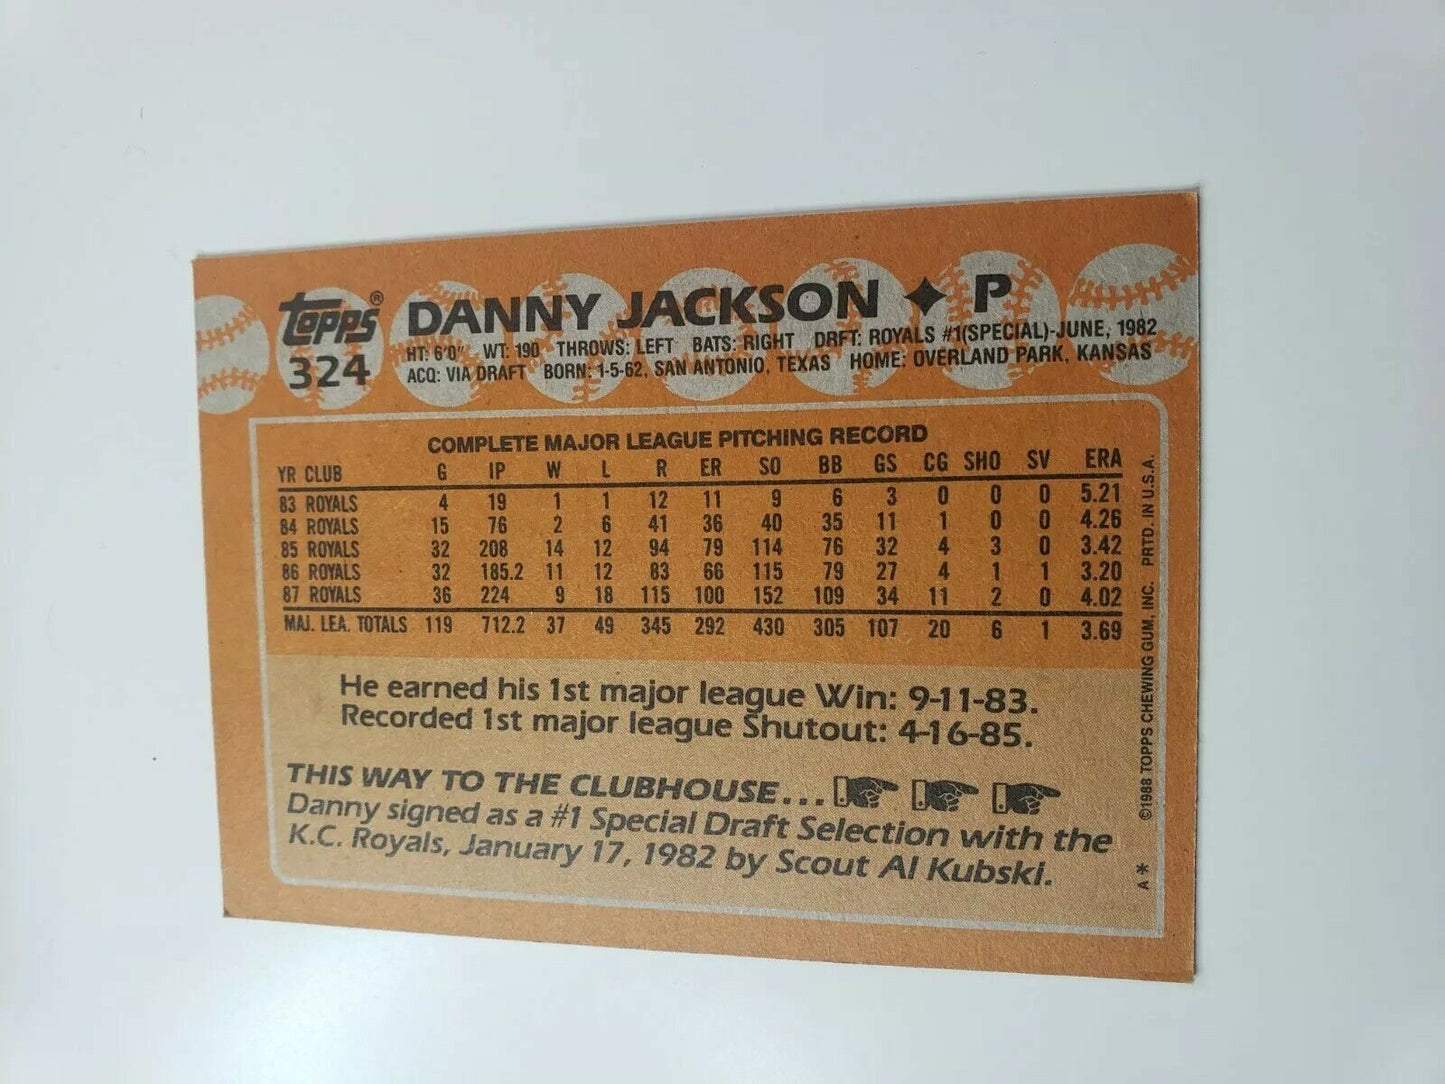 Topps®
324
DANNY JACKSON ✦ P
HT: 6'0" WT: 190 THROWS: LEFT BATS: RIGHT DRFT: ROYALS #1(SPECIAL)-JUNE, 1982
ACQ: VIA DRAFT BORN: 1-5-62, SAN ANTONIO, TEXAS HOME: OVERLAND PARK, KANSAS
COMPLETE MAJOR LEAGUE PITCHING RECORD
YR CLUB G IP W L R ER SO BB GS CG SHO SV ERA
83 ROYALS 4 19 1 1 12 11 9 6 3 0 0 0 5.21
84 ROYALS 15 76 2 6 41 36 40 35 11 1 0 0 4.26
85 ROYALS 32 208 14 12 94 79 114 76 32 4 3 0 3.42
86 ROYALS 32 185.2 11 12 83 66 115 79 27 4 1 1 3.20
87 ROYALS 36 224 9 18 115 100 152 109 34 11 2 0 4.02
MAJ. LEA. TOTALS 119 712.2 37 49 345 292 430 305 107 20 6 1 3.69
He earned his 1st major league Win: 9-11-83.
Recorded 1st major league Shutout: 4-16-85.
THIS WAY TO THE CLUBHOUSE...
Danny signed as a #1 Special Draft Selection with the
K.C. Royals, January 17, 1982 by Scout Al Kubski.
©1988 TOPPS CHEWING GUM, INC. PRTD. IN U.S.A.
A*